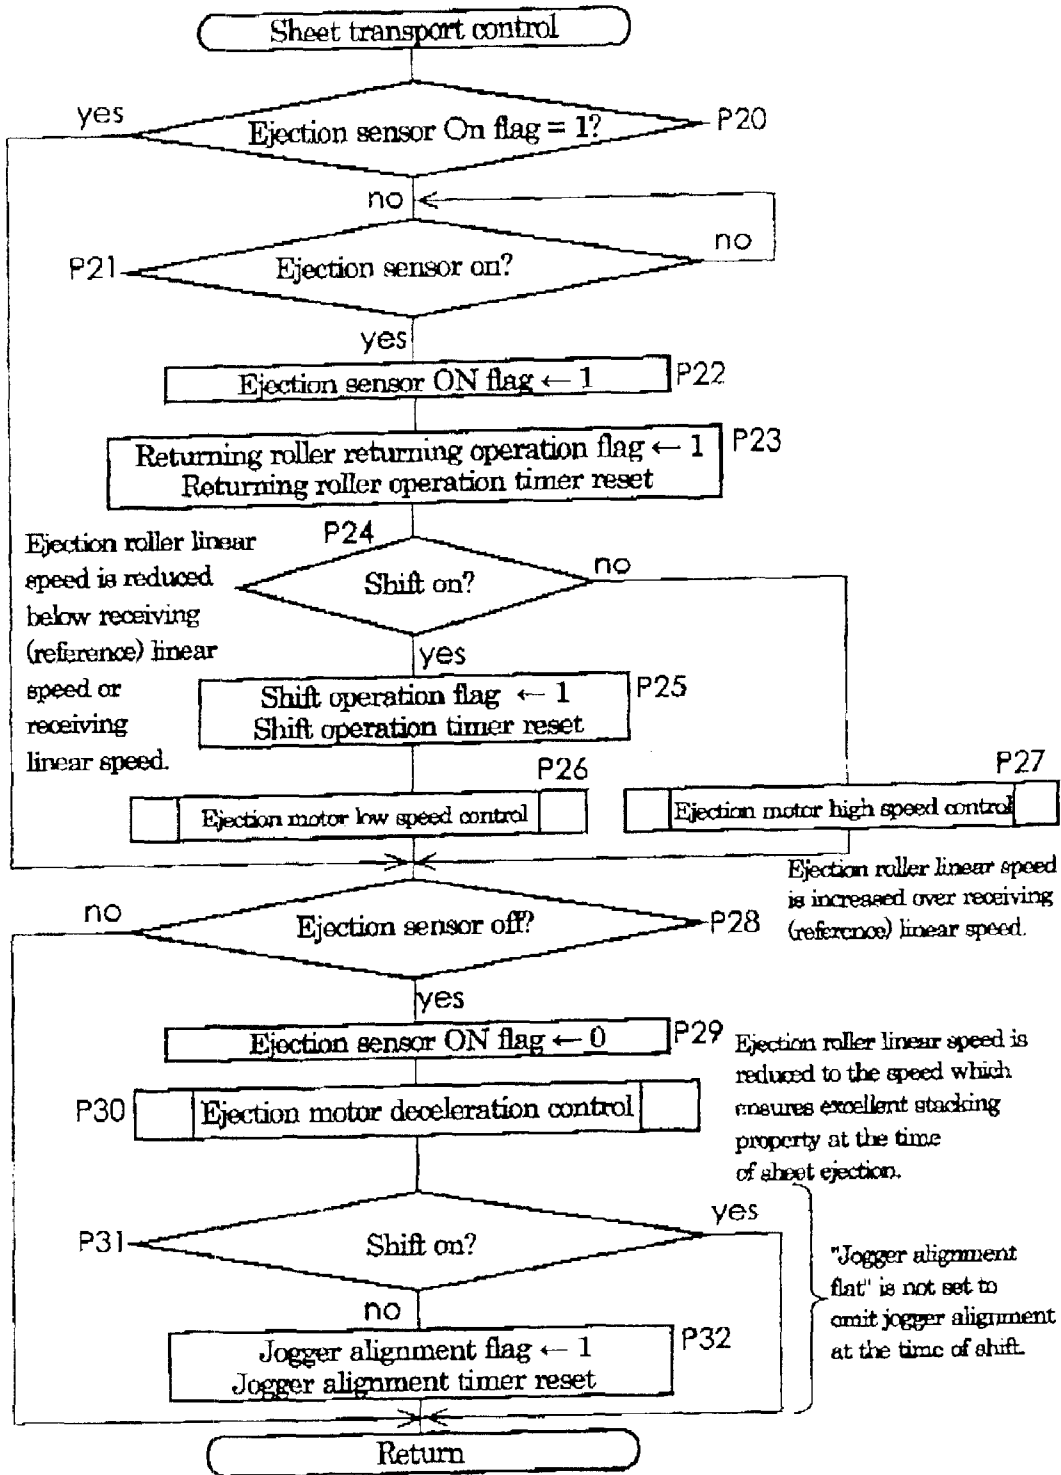 Sheet transport control
yes
Ejection sensor On flag = 1?
P20
no
P21
Ejection sensor on?
no
yes
Ejection sensor ON flag ← 1
P22
Returning roller returning operation flag ← 1
Returning roller operation timer reset
P23
P24
Shift on?
no
Ejection roller linear
speed is reduced
below receiving
(reference) linear
speed or
receiving
linear speed.
yes
Shift operation flag ← 1
Shift operation timer reset
P25
P26
Ejection motor low speed control
P27
Ejection motor high speed control
Ejection roller linear speed
is increased over receiving
(reference) linear speed.
no
Ejection sensor off?
P28
yes
Ejection sensor ON flag ← 0
P29
P30
Ejection motor deceleration control
Ejection roller linear speed is
reduced to the speed which
ensures excellent stacking
property at the time
of sheet ejection.
P31
Shift on?
yes
no
Jogger alignment flag ← 1
Jogger alignment timer reset
P32
"Jogger alignment
flat" is not set to
omit jogger alignment
at the time of shift.
Return